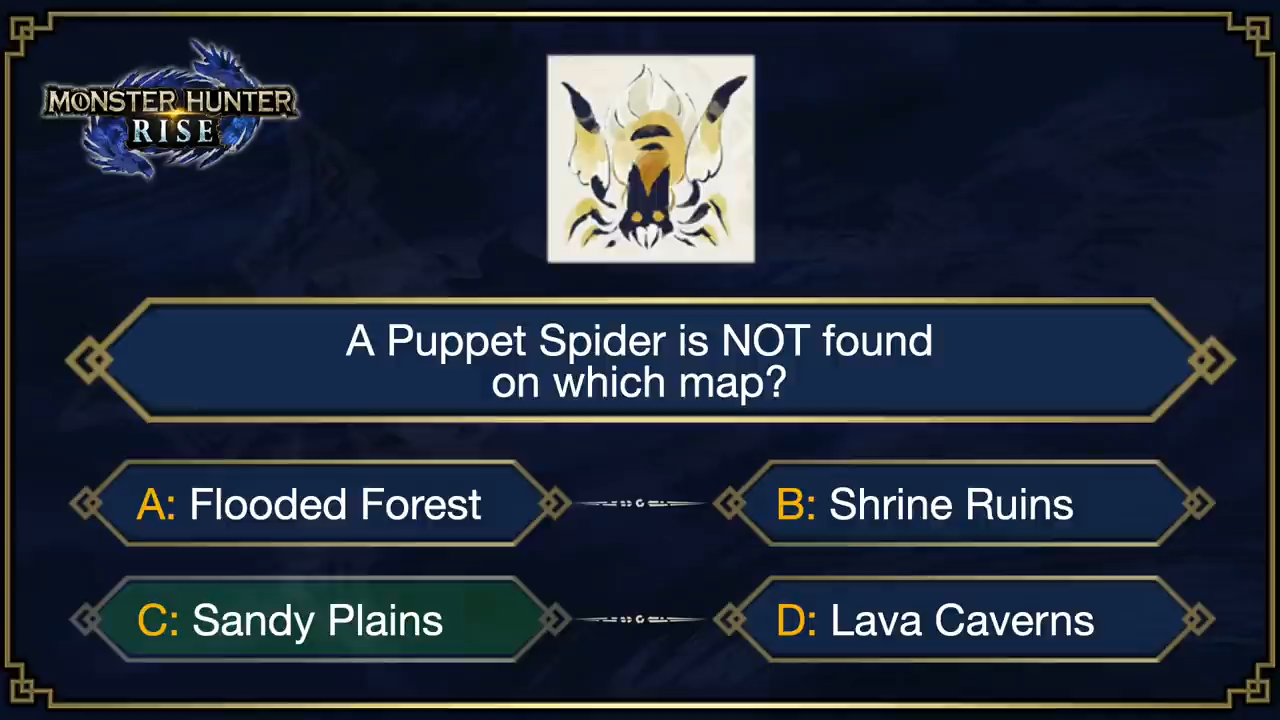 MONSTER HUNTER
RISE
A Puppet Spider is NOT found
on which map?
A: Flooded Forest
B: Shrine Ruins
C: Sandy Plains
D: Lava Caverns